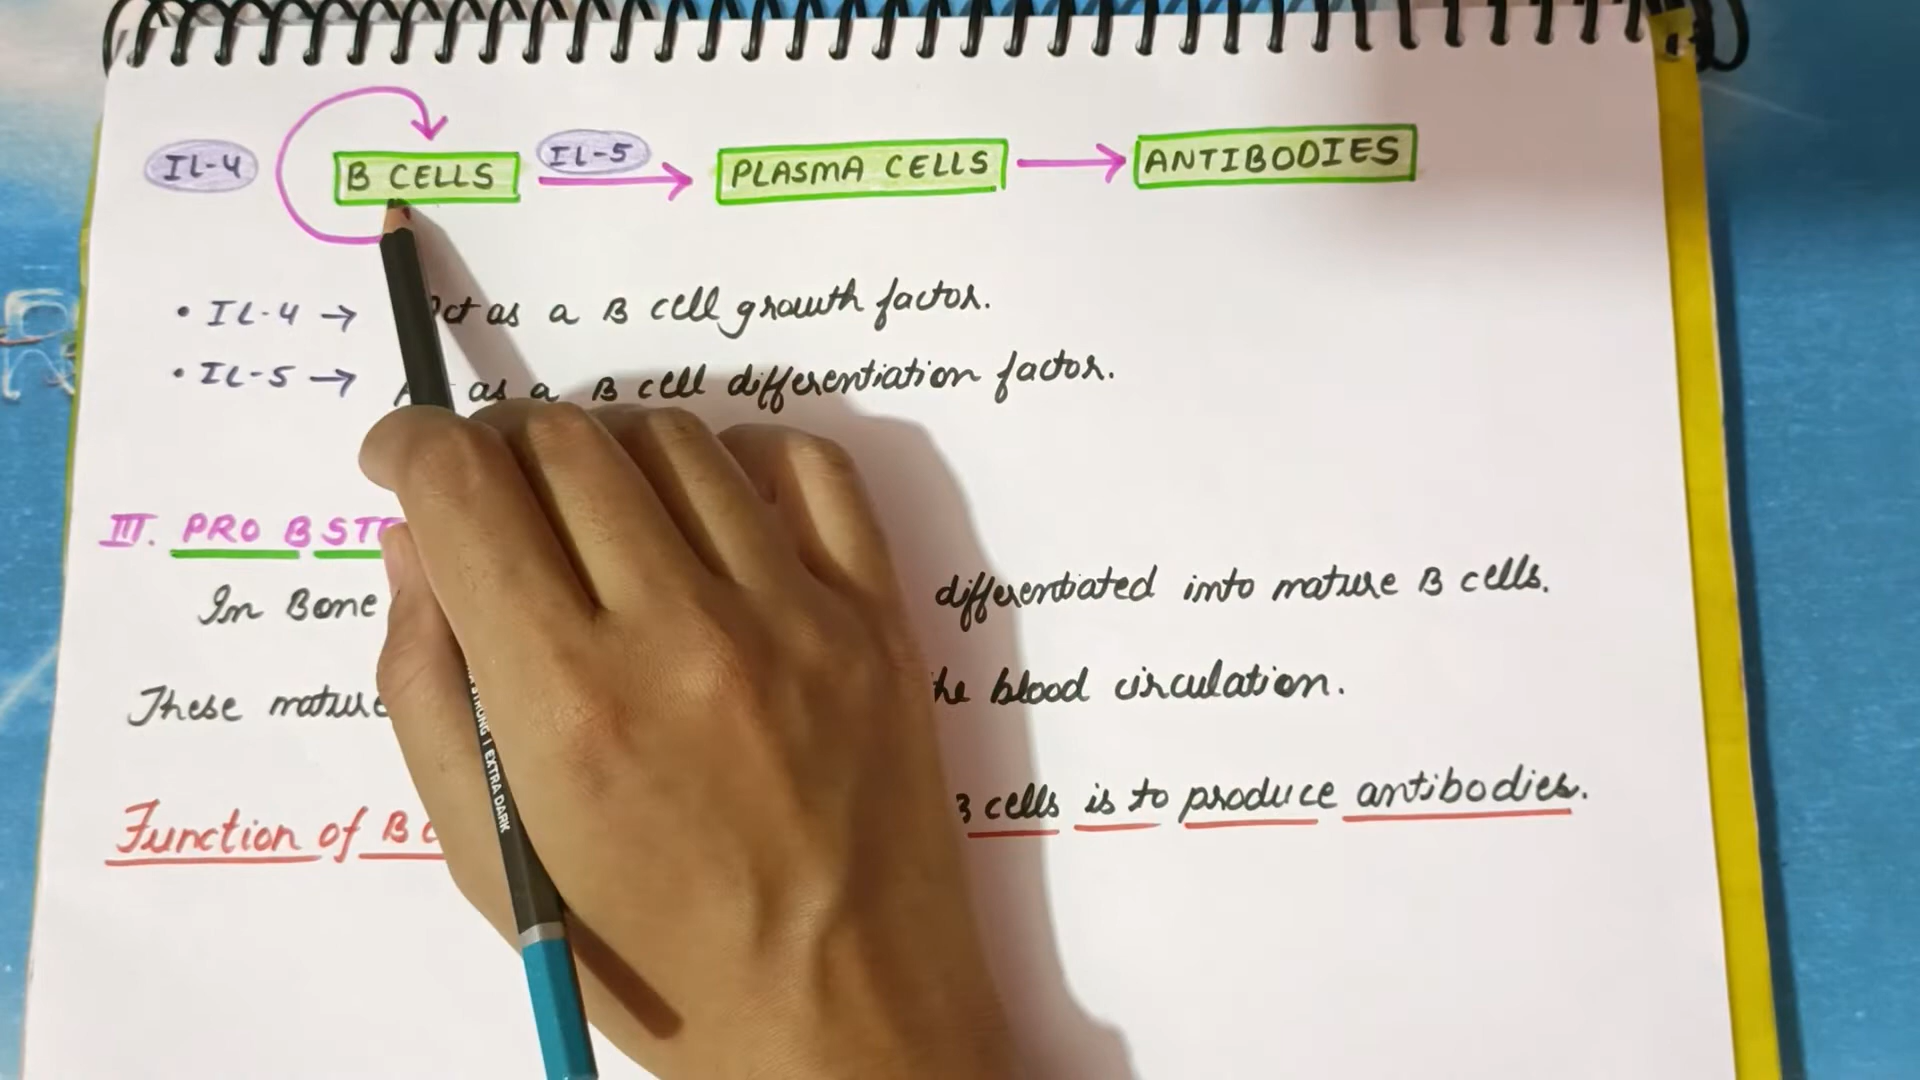 IL-4 B CELLS IL-5 PLASMA CELLS ANTIBODIES
• IL-4 → as a B cell growth factor.
• IL-5 → as a B cell differentiation factor.
III. PRO B
In Bone differentiated into mature B cells.
These mature blood circulation.
Function of B cells is to produce antibodies.
STRONG | EXTRA DARK